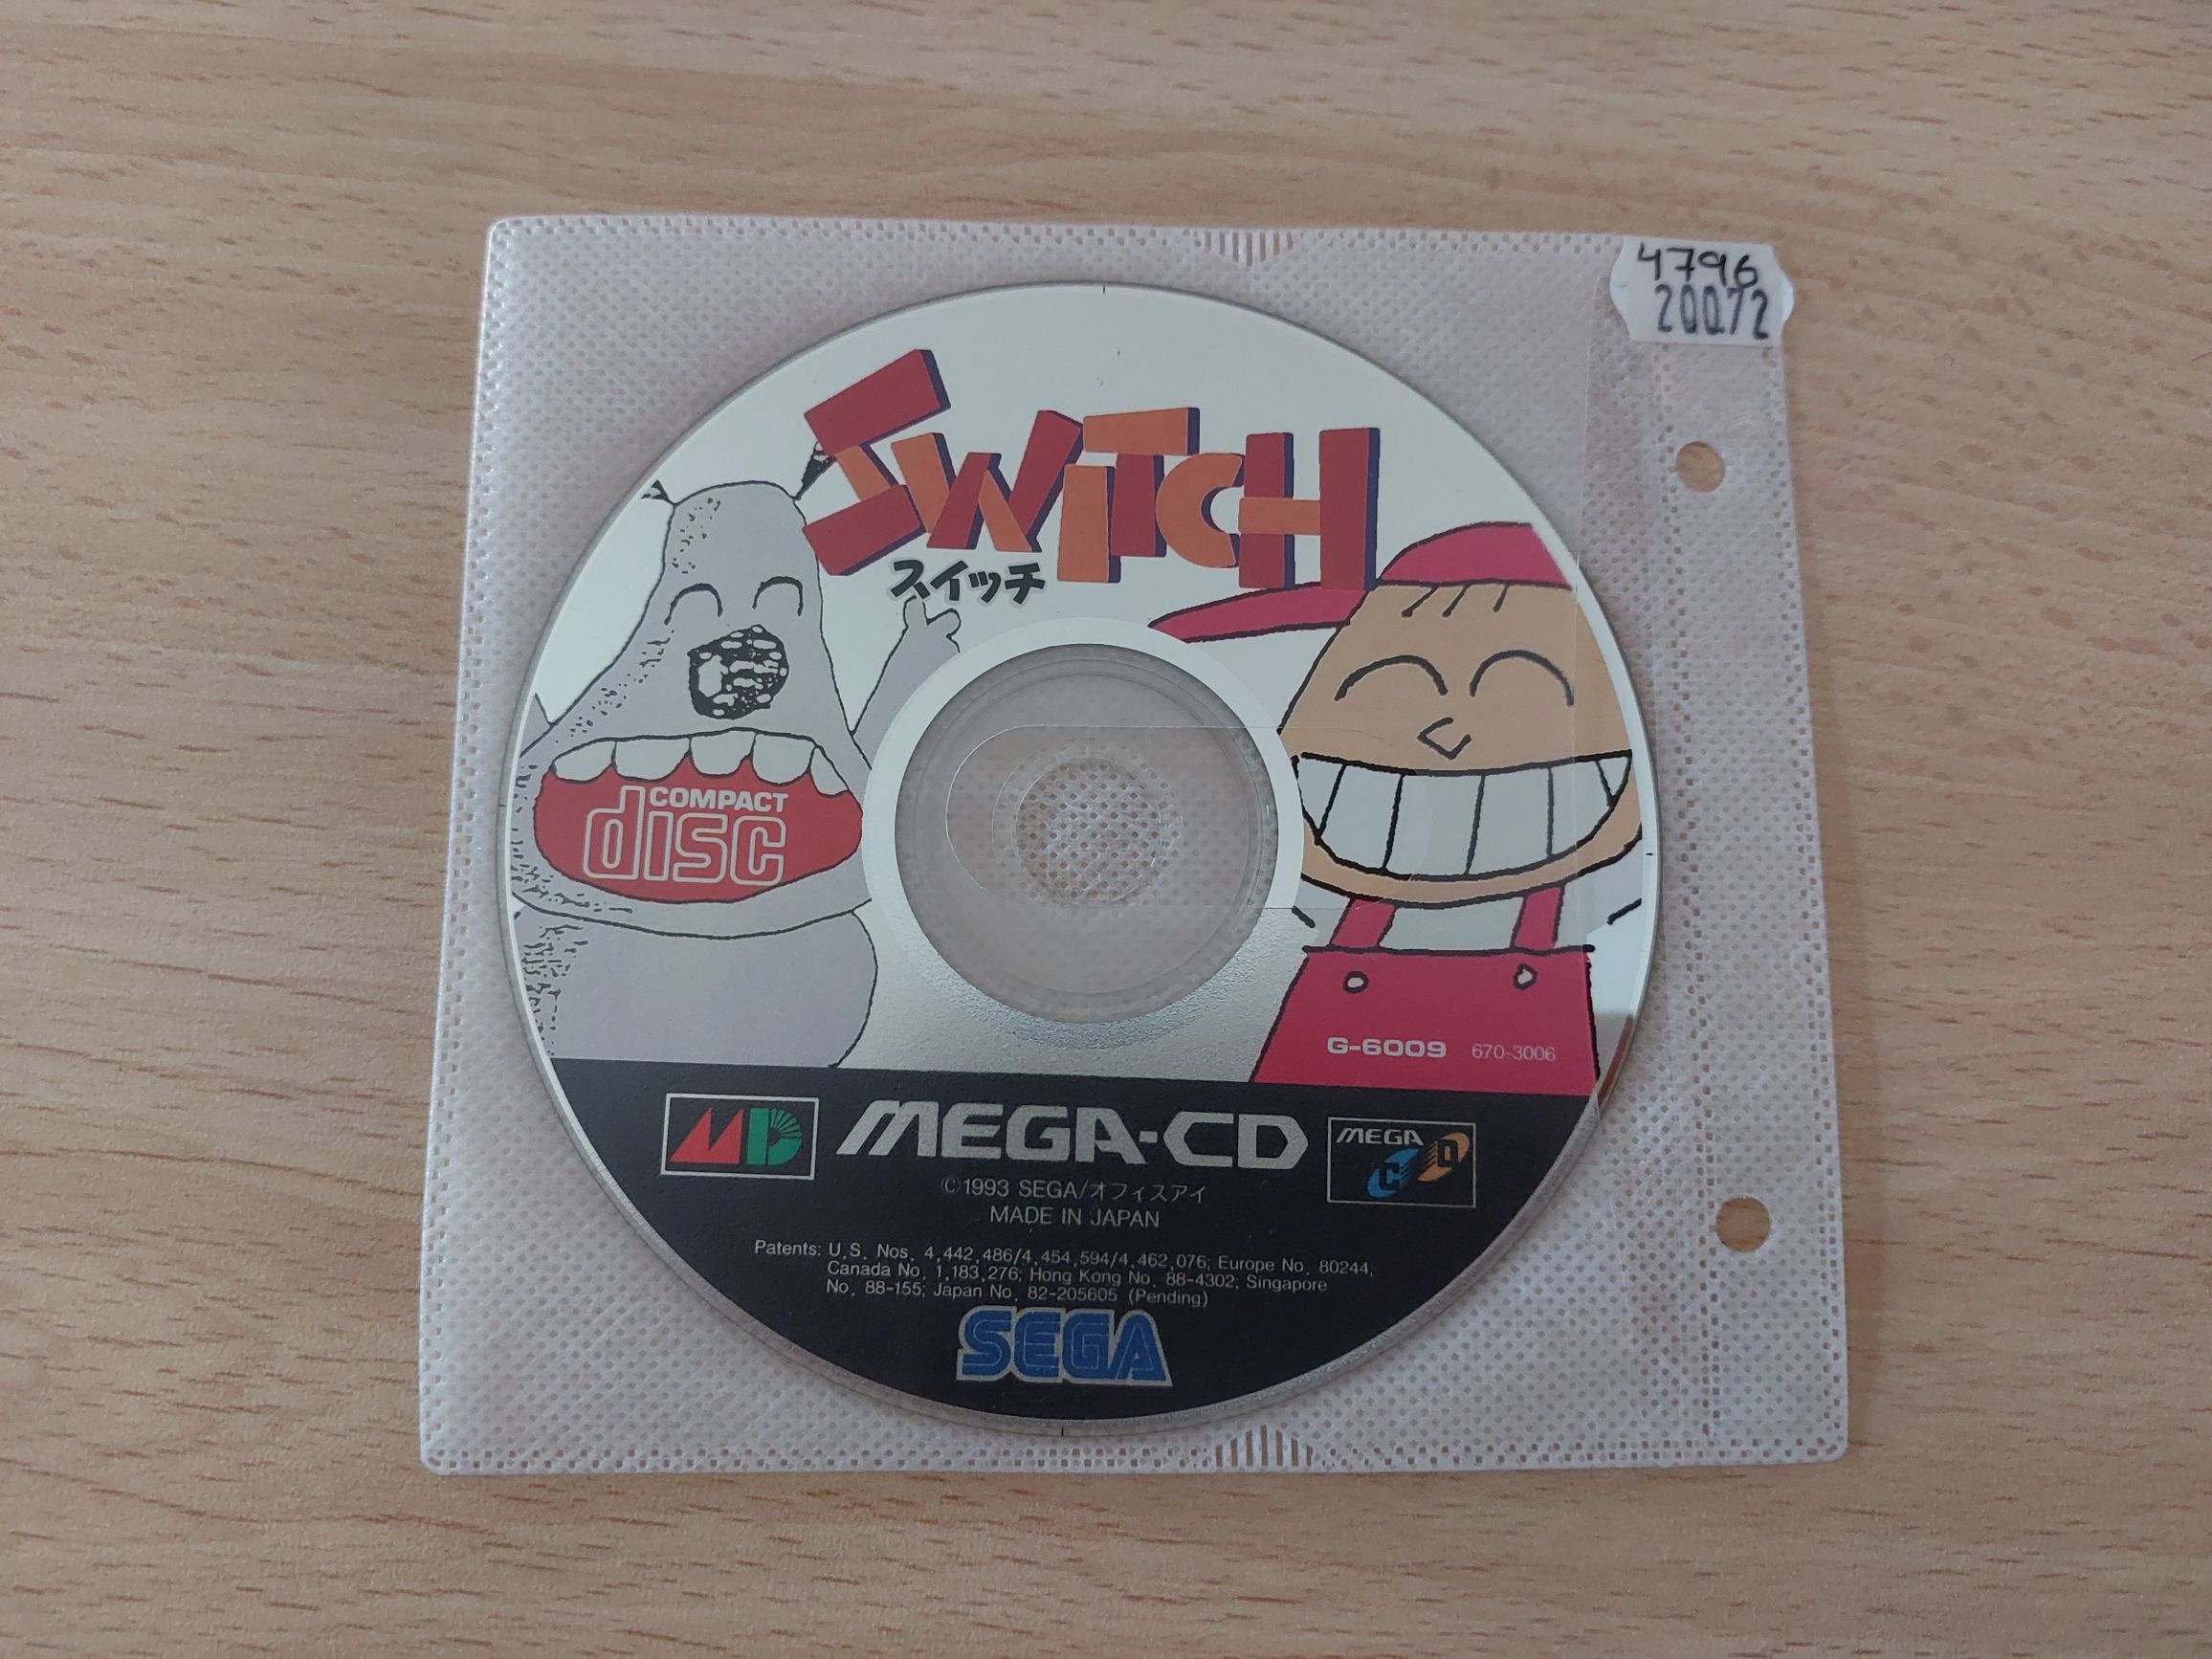 4796
20072
SWITCH
スイッチ
COMPACT
disc
G-6009 670-3006
MD MEGA-CD MEGA CD
©1993 SEGA/オフィスアイ
MADE IN JAPAN
Patents: U.S. Nos. 4,442,486/4,454,594/4,462,076; Europe No. 80244,
Canada No. 1,183,276; Hong Kong No. 88-4302; Singapore
No. 88-155; Japan No. 82-205605 (Pending)
SEGA